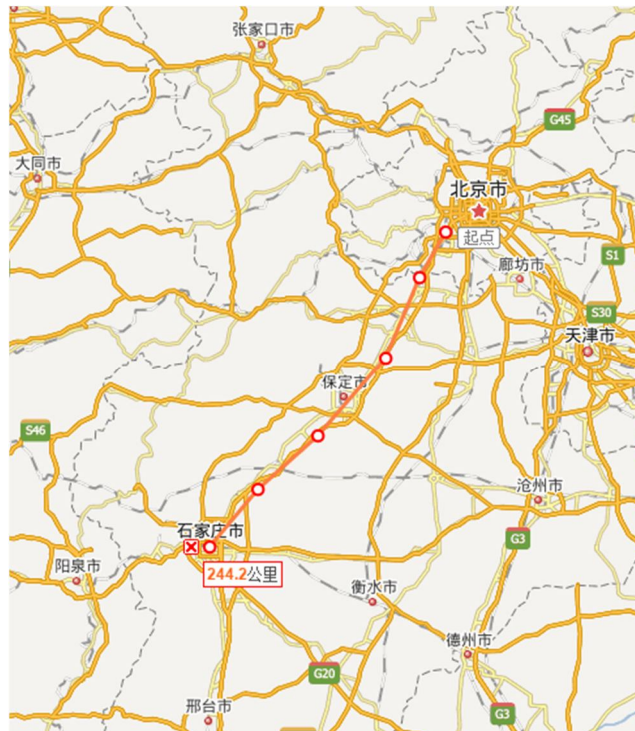 张家口市
G45
大同市
北京市
起点
廊坊市
S1
S30
天津市
保定市
S46
沧州市
石家庄市
G3
阳泉市
244.2公里
衡水市
德州市
G20
邢台市
G3